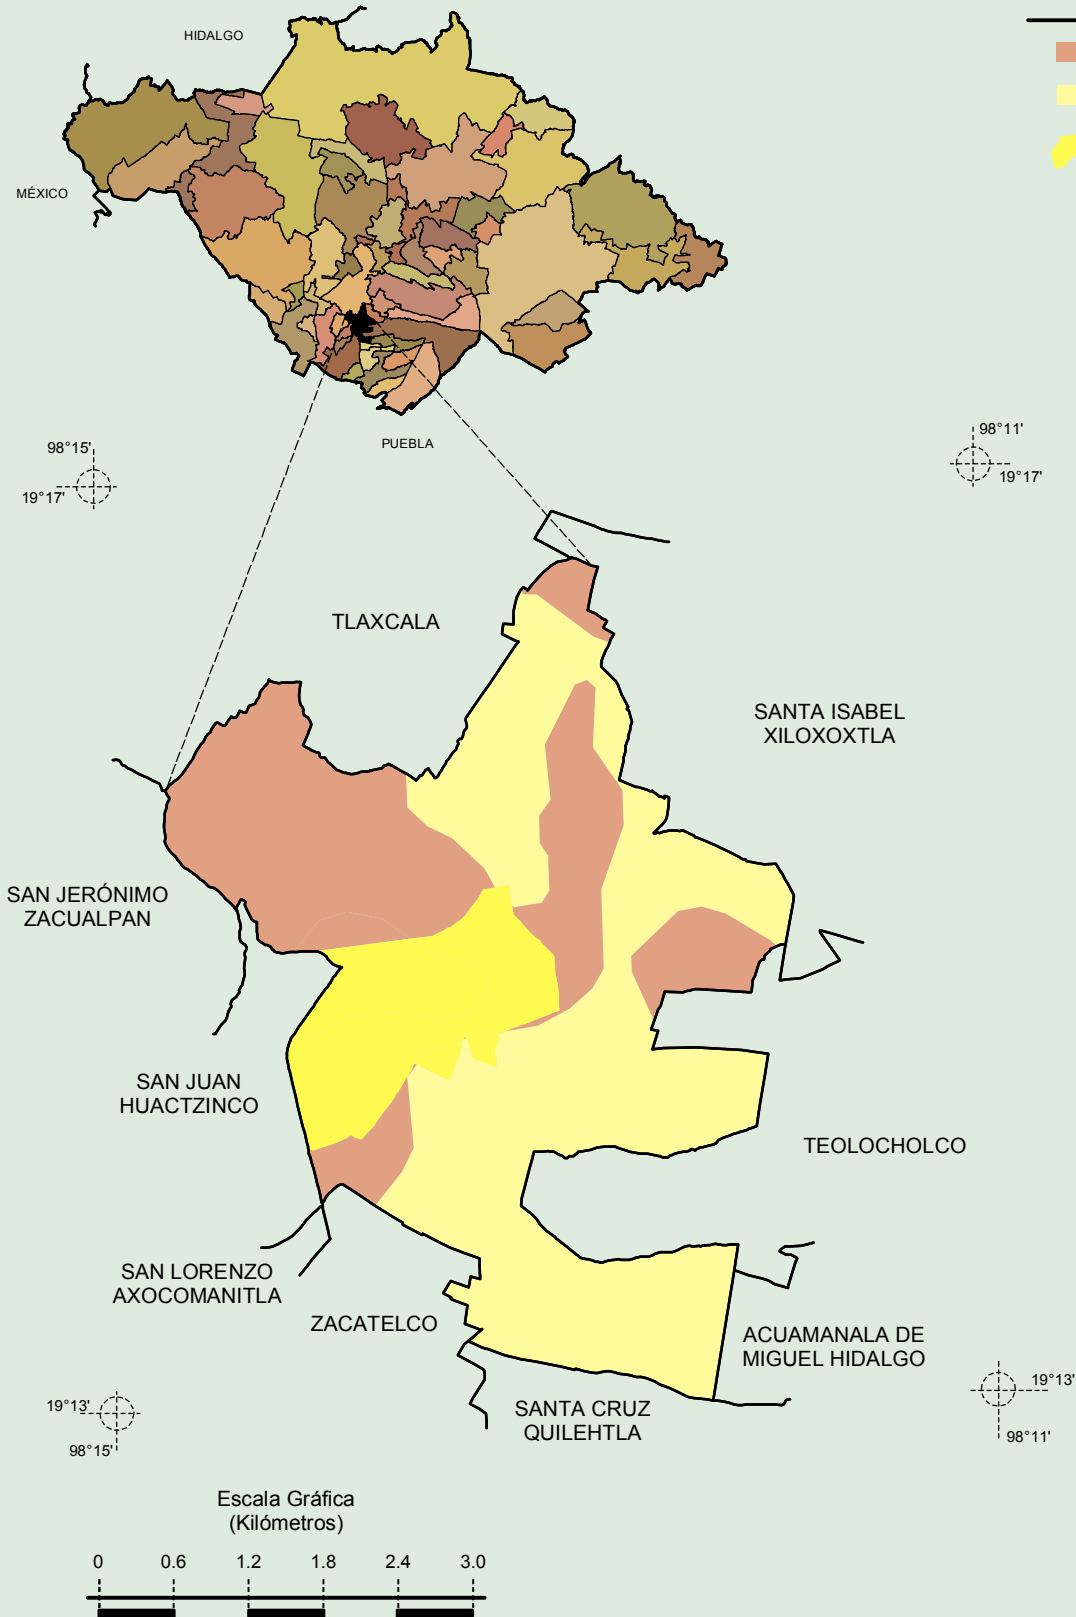 HIDALGO
MÉXICO
PUEBLA
98°15'
19°17'
98°11'
19°17'
TLAXCALA
SANTA ISABEL
XILOXOXTLA
SAN JERÓNIMO
ZACUALPAN
SAN JUAN
HUACTZINCO
TEOLOCHOLCO
SAN LORENZO
AXOCOMANITLA
ZACATELCO
ACUAMANALA DE
MIGUEL HIDALGO
SANTA CRUZ
QUILEHTLA
19°13'
98°15'
19°13'
98°11'
Escala Gráfica
(Kilómetros)
0 0.6 1.2 1.8 2.4 3.0